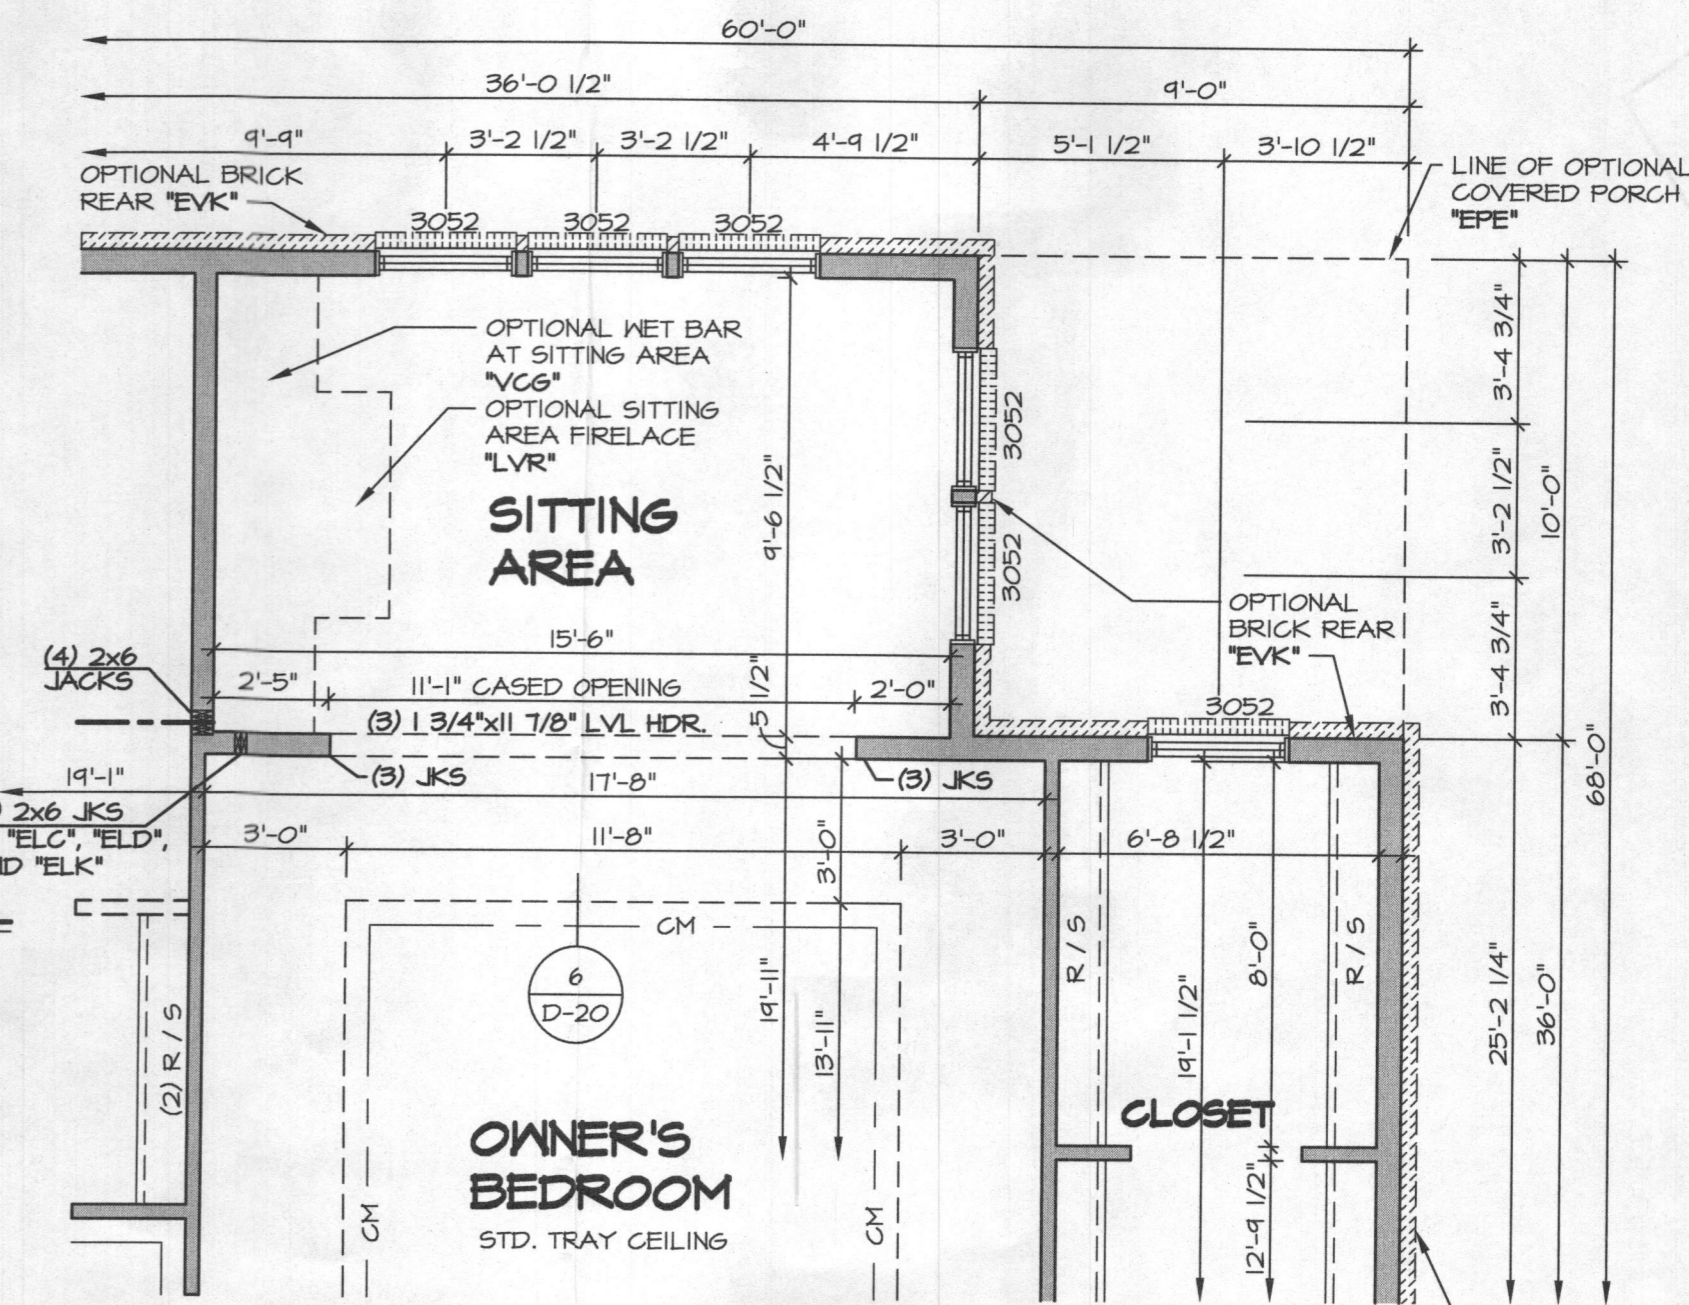 60'-0"
36'-0 1/2"
9'-0"
9'-9"
3'-2 1/2"
3'-2 1/2"
4'-9 1/2"
5'-1 1/2"
3'-10 1/2"
OPTIONAL BRICK
REAR "EVK"
LINE OF OPTIONAL
COVERED PORCH
"EPE"
3052
3052
3052
OPTIONAL WET BAR
AT SITTING AREA
"VCG"
OPTIONAL SITTING
AREA FIRELACE
"LVR"
SITTING
AREA
9'-6 1/2"
3052
3052
3'-4 3/4"
3'-2 1/2"
3'-4 3/4"
10'-0"
68'-0"
OPTIONAL
BRICK REAR
"EVK"
15'-6"
(4) 2x6
JACKS
2'-5"
11'-1" CASED OPENING
2'-0"
5 1/2"
(3) 1 3/4"x11 7/8" LVL HDR.
3052
(3) JKS
(3) JKS
19'-1"
17'-8"
2x6 JKS
"ELC", "ELD",
"ELK"
3'-0"
11'-8"
3'-0"
6'-8 1/2"
3'-0"
CM
6
D-20
19'-11"
13'-11"
R / S
R / S
8'-0"
19'-1 1/2"
25'-2 1/4"
36'-0"
(2) R / S
CLOSET
OWNER'S
BEDROOM
STD. TRAY CEILING
CM
CM
12'-9 1/2"